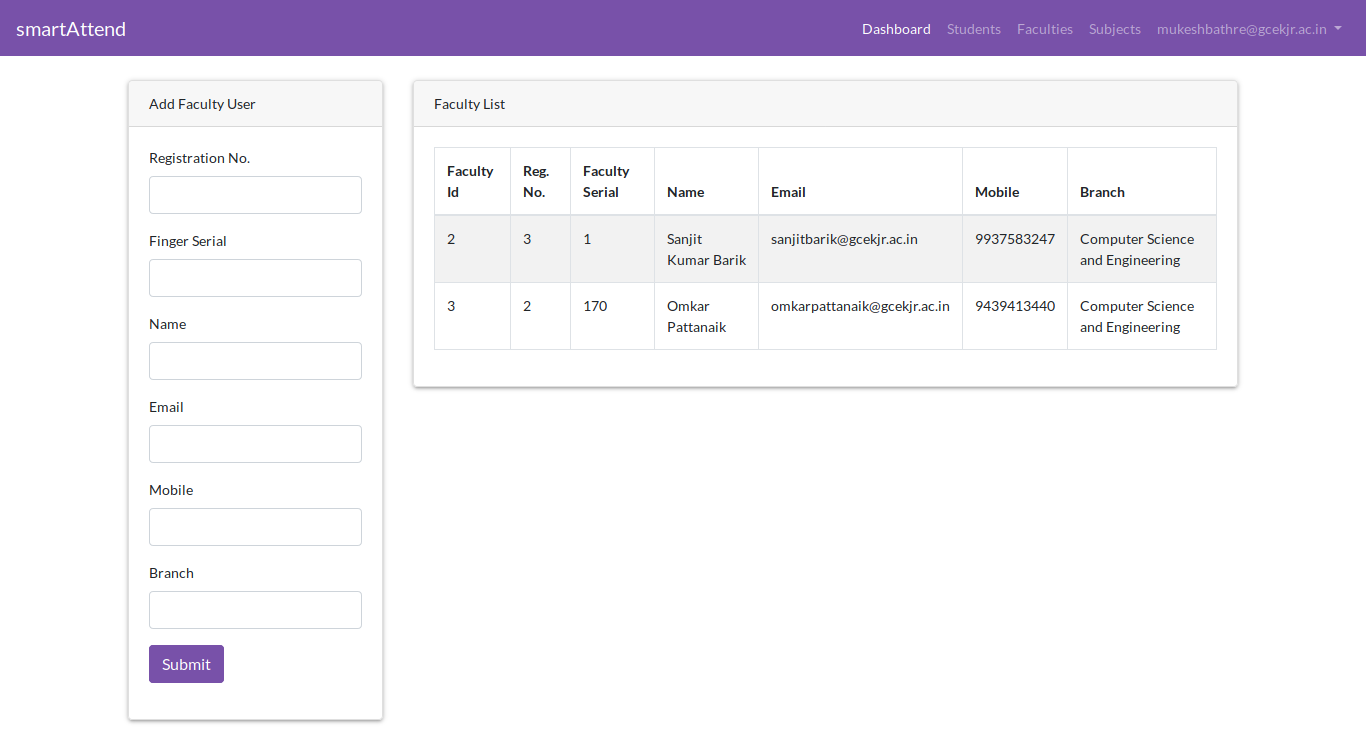 smartAttend
Dashboard Students Faculties Subjects mukeshbathre@gcekjr.ac.in
Add Faculty User
Registration No.
Finger Serial
Name
Email
Mobile
Branch
Submit
Faculty List
Faculty Id Reg. No. Faculty Serial Name Email Mobile Branch
2 3 1 Sanjit Kumar Barik sanjitbarik@gcekjr.ac.in 9937583247 Computer Science and Engineering
3 2 170 Omkar Pattanaik omkarpattanaik@gcekjr.ac.in 9439413440 Computer Science and Engineering